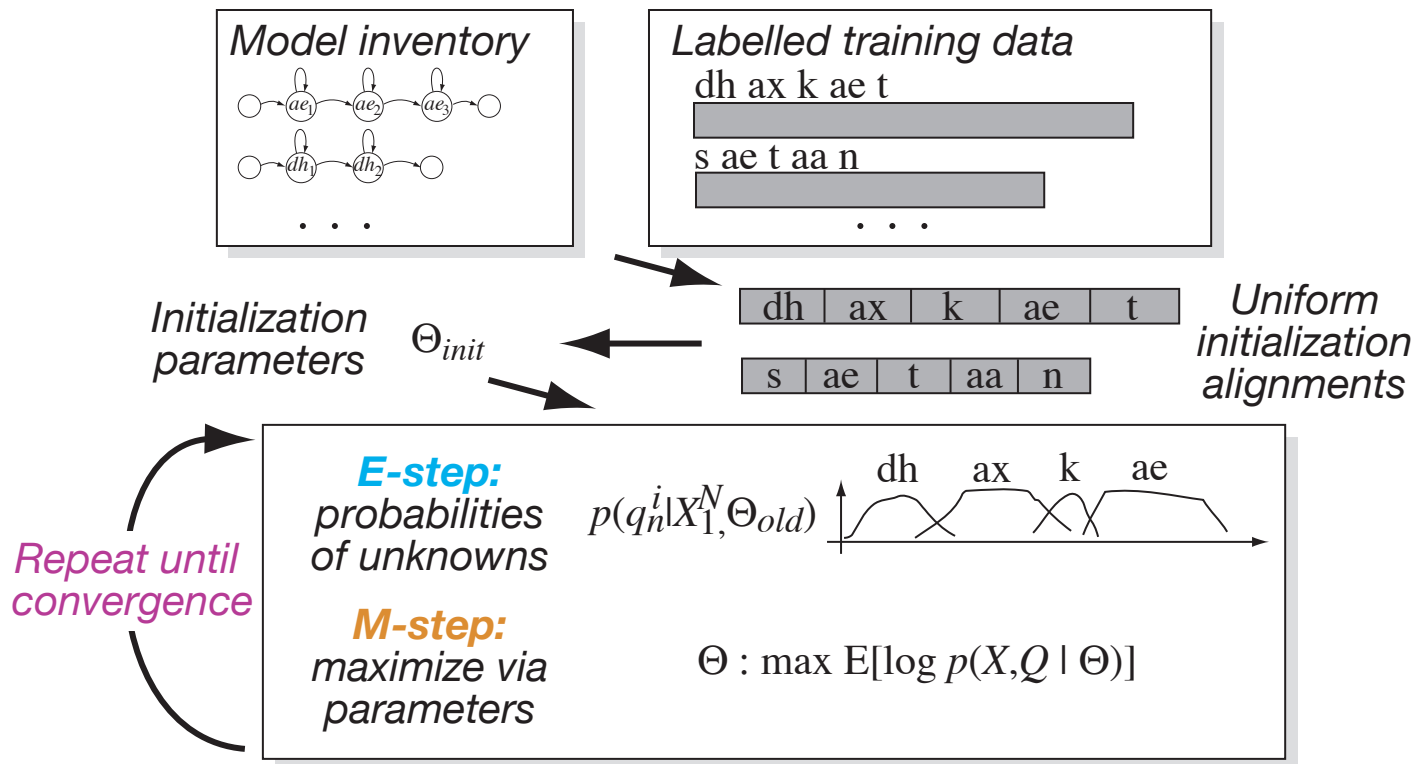 Model inventory
ae1 ae2 ae3
dh1 dh2
. . .
Labelled training data
dh ax k ae t
s ae t aa n
. . .
dh ax k ae t
s ae t aa n
Uniform
initialization
alignments
Initialization
parameters
Θinit
Repeat until
convergence
E-step:
probabilities
of unknowns
p(qₙⁱ|X₁ᴺ,Θold)
dh ax k ae
M-step:
maximize via
parameters
Θ : max E[log p(X,Q | Θ)]